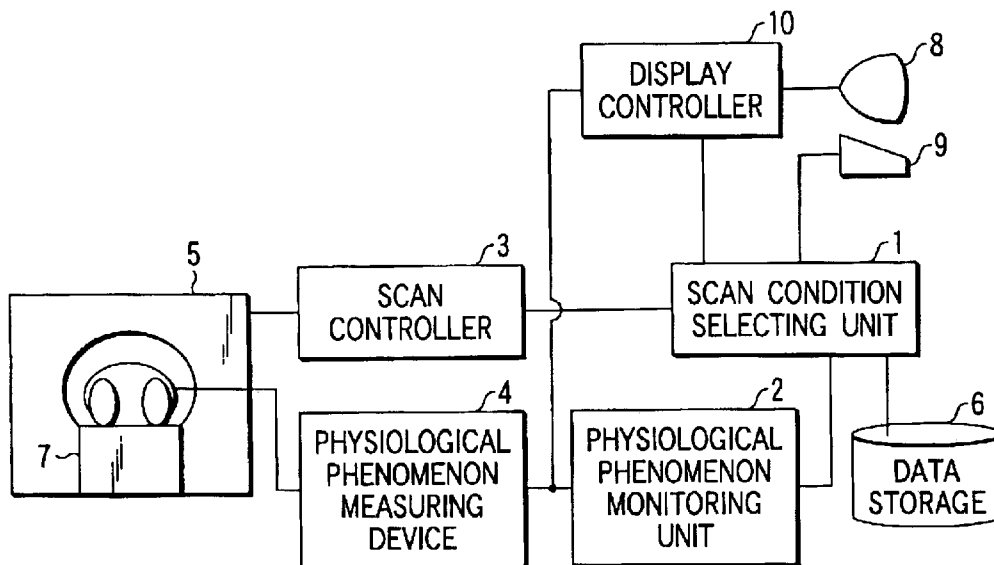 10
DISPLAY
CONTROLLER
8
9
5
3
SCAN
CONTROLLER
1
SCAN CONDITION
SELECTING UNIT
7
4
PHYSIOLOGICAL
PHENOMENON
MEASURING
DEVICE
2
PHYSIOLOGICAL
PHENOMENON
MONITORING
UNIT
6
DATA
STORAGE